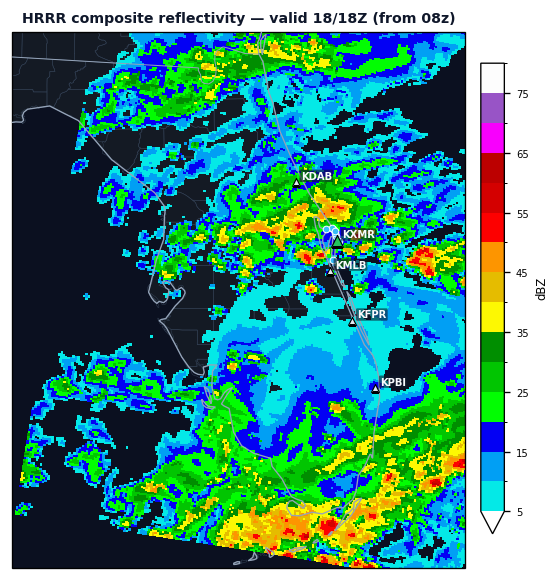 HRRR composite reflectivity — valid 18/18Z (from 08z)
75
KDAB
65
KXMR
55
KMLB
45
dBZ
KFPR
35
KPBI
25
15
5